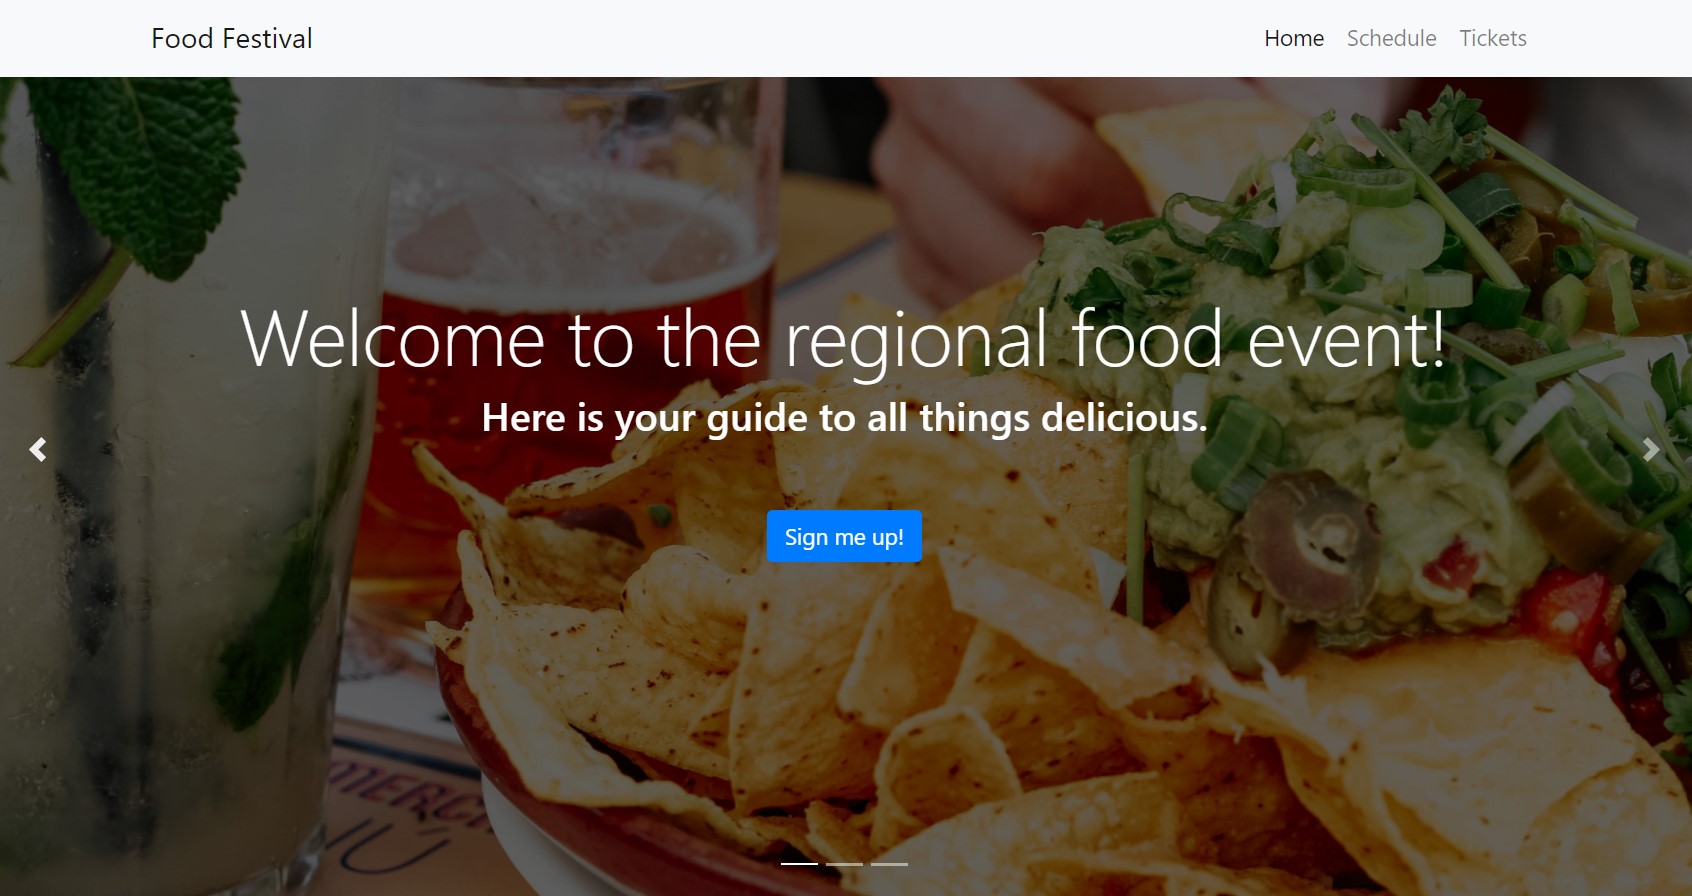 Food Festival
Home Schedule Tickets
Welcome to the regional food event!
Here is your guide to all things delicious.
Sign me up!